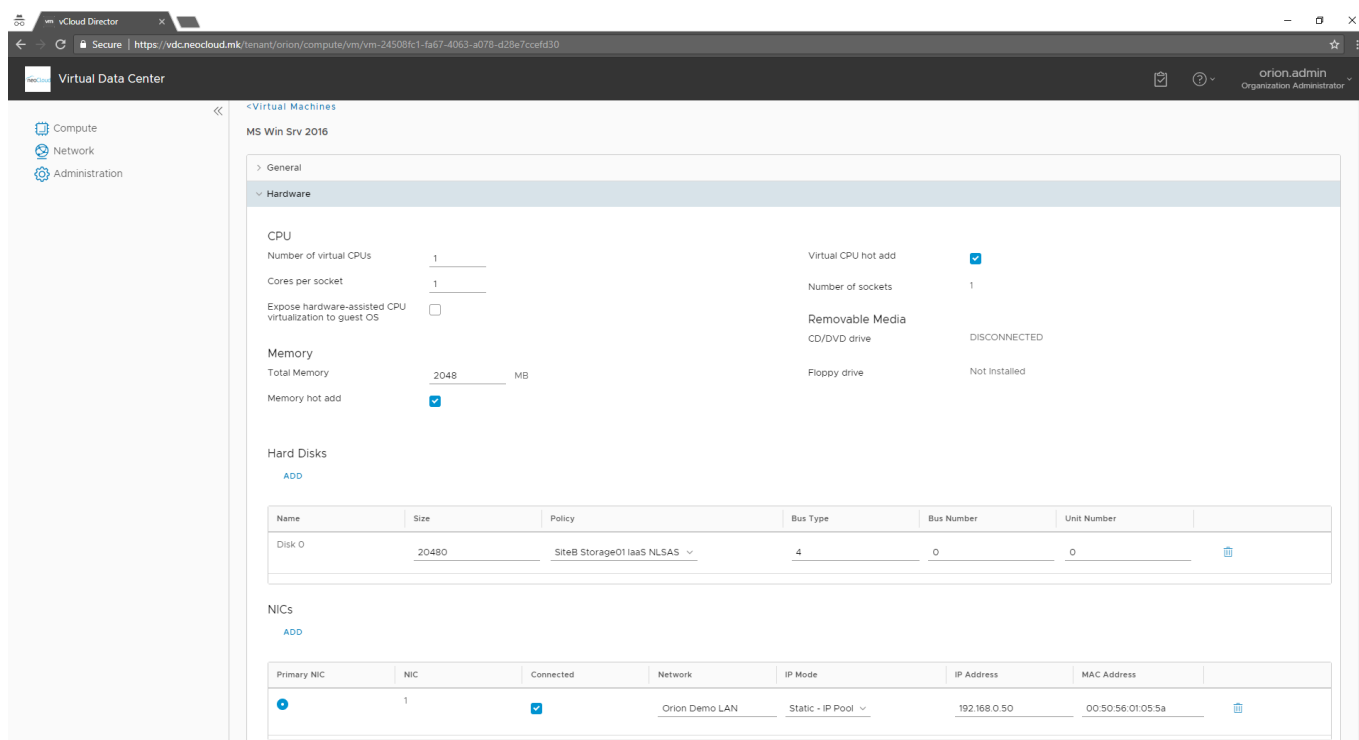 vm vCloud Director
Secure | https://vdc.neocloud.mk/tenant/orion/compute/vm/vm-24508fc1-fa67-4063-a078-d28e7ccefd30
neoCloud Virtual Data Center
orion.admin
Organization Administrator
Compute
Network
Administration
<Virtual Machines
MS Win Srv 2016
General
Hardware
CPU
Number of virtual CPUs 1
Cores per socket 1
Expose hardware-assisted CPU
virtualization to guest OS
Virtual CPU hot add
Number of sockets 1
Removable Media
CD/DVD drive DISCONNECTED
Floppy drive Not Installed
Memory
Total Memory 2048 MB
Memory hot add
Hard Disks
ADD
Name Size Policy Bus Type Bus Number Unit Number
Disk 0 20480 SiteB Storage01 IaaS NLSAS 4 0 0
NICs
ADD
Primary NIC NIC Connected Network IP Mode IP Address MAC Address
1 Orion Demo LAN Static - IP Pool 192.168.0.50 00:50:56:01:05:5a